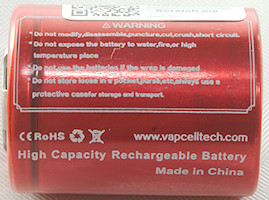 WARNING
* Do not modify,disassemble,puncture,cut,crush,short circuit.
* Do not expose the battery to water,fire,or high
temperature place
* Do not use the batteries if the wrap is damaged
* Do not store loose in a pocket,purse,etc,always use a
protective case for storage and transport.
CE RoHS
www.vapcelltech.com
High Capacity Rechargeable Battery
Made in China